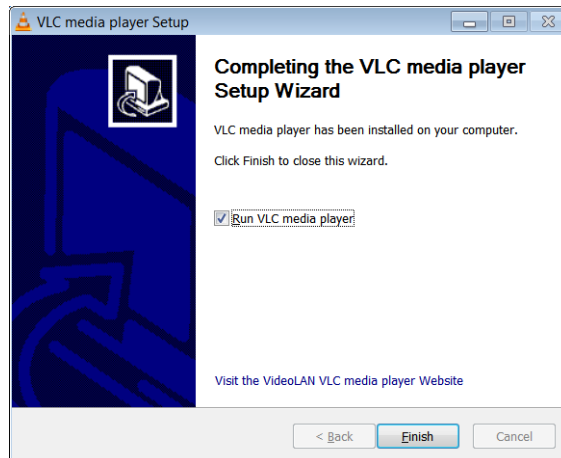 VLC media player Setup
Completing the VLC media player
Setup Wizard
VLC media player has been installed on your computer.
Click Finish to close this wizard.
Run VLC media player
Visit the VideoLAN VLC media player Website
< Back
Finish
Cancel